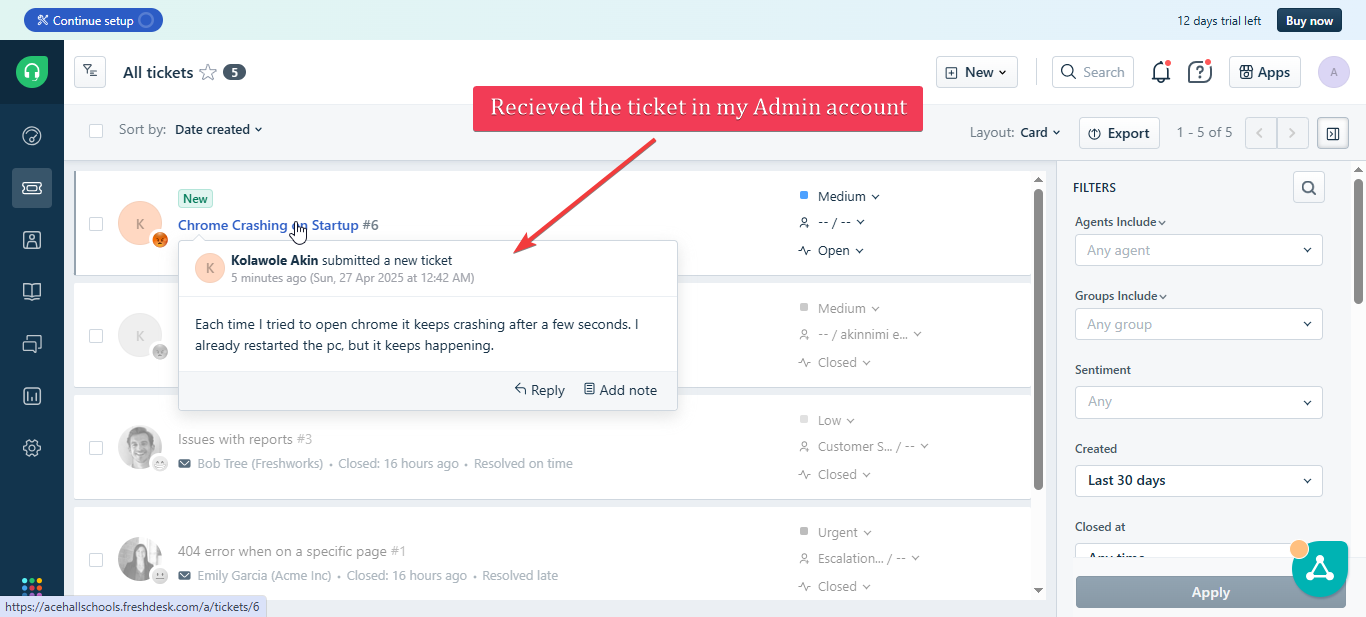 Continue setup
12 days trial left
Buy now
All tickets
5
New
Search
Apps
A
Recieved the ticket in my Admin account
Sort by: Date created
Layout: Card
Export
1 - 5 of 5
K
New
Chrome Crashing on Startup #6
Medium
-- / --
Open
K
Kolawole Akin submitted a new ticket
5 minutes ago (Sun, 27 Apr 2025 at 12:42 AM)
Each time I tried to open chrome it keeps crashing after a few seconds. I
already restarted the pc, but it keeps happening.
Reply
Add note
K
Medium
-- / akinnimi e...
Closed
Issues with reports #3
Bob Tree (Freshworks) • Closed: 16 hours ago • Resolved on time
Low
Customer S... / --
Closed
404 error when on a specific page #1
Emily Garcia (Acme Inc) • Closed: 16 hours ago • Resolved late
Urgent
Escalation... / --
Closed
FILTERS
Agents Include
Any agent
Groups Include
Any group
Sentiment
Any
Created
Last 30 days
Closed at
Any time
Apply
https://acehallschools.freshdesk.com/a/tickets/6